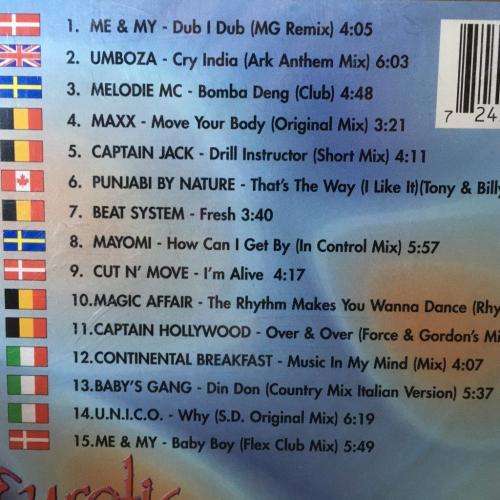 1. ME & MY - Dub I Dub (MG Remix) 4:05
2. UMBOZA - Cry India (Ark Anthem Mix) 6:03
3. MELODIE MC - Bomba Deng (Club) 4:48
4. MAXX - Move Your Body (Original Mix) 3:21
5. CAPTAIN JACK - Drill Instructor (Short Mix) 4:11
6. PUNJABI BY NATURE - That's The Way (I Like It)(Tony & Billy
7. BEAT SYSTEM - Fresh 3:40
8. MAYOMI - How Can I Get By (In Control Mix) 5:57
9. CUT N' MOVE - I'm Alive 4:17
10.MAGIC AFFAIR - The Rhythm Makes You Wanna Dance (Rhy
11.CAPTAIN HOLLYWOOD - Over & Over (Force & Gordon's Mi
12.CONTINENTAL BREAKFAST - Music In My Mind (Mix) 4:07
13.BABY'S GANG - Din Don (Country Mix Italian Version) 5:37
14.U.N.I.C.O. - Why (S.D. Original Mix) 6:19
15.ME & MY - Baby Boy (Flex Club Mix) 5:49
7 24